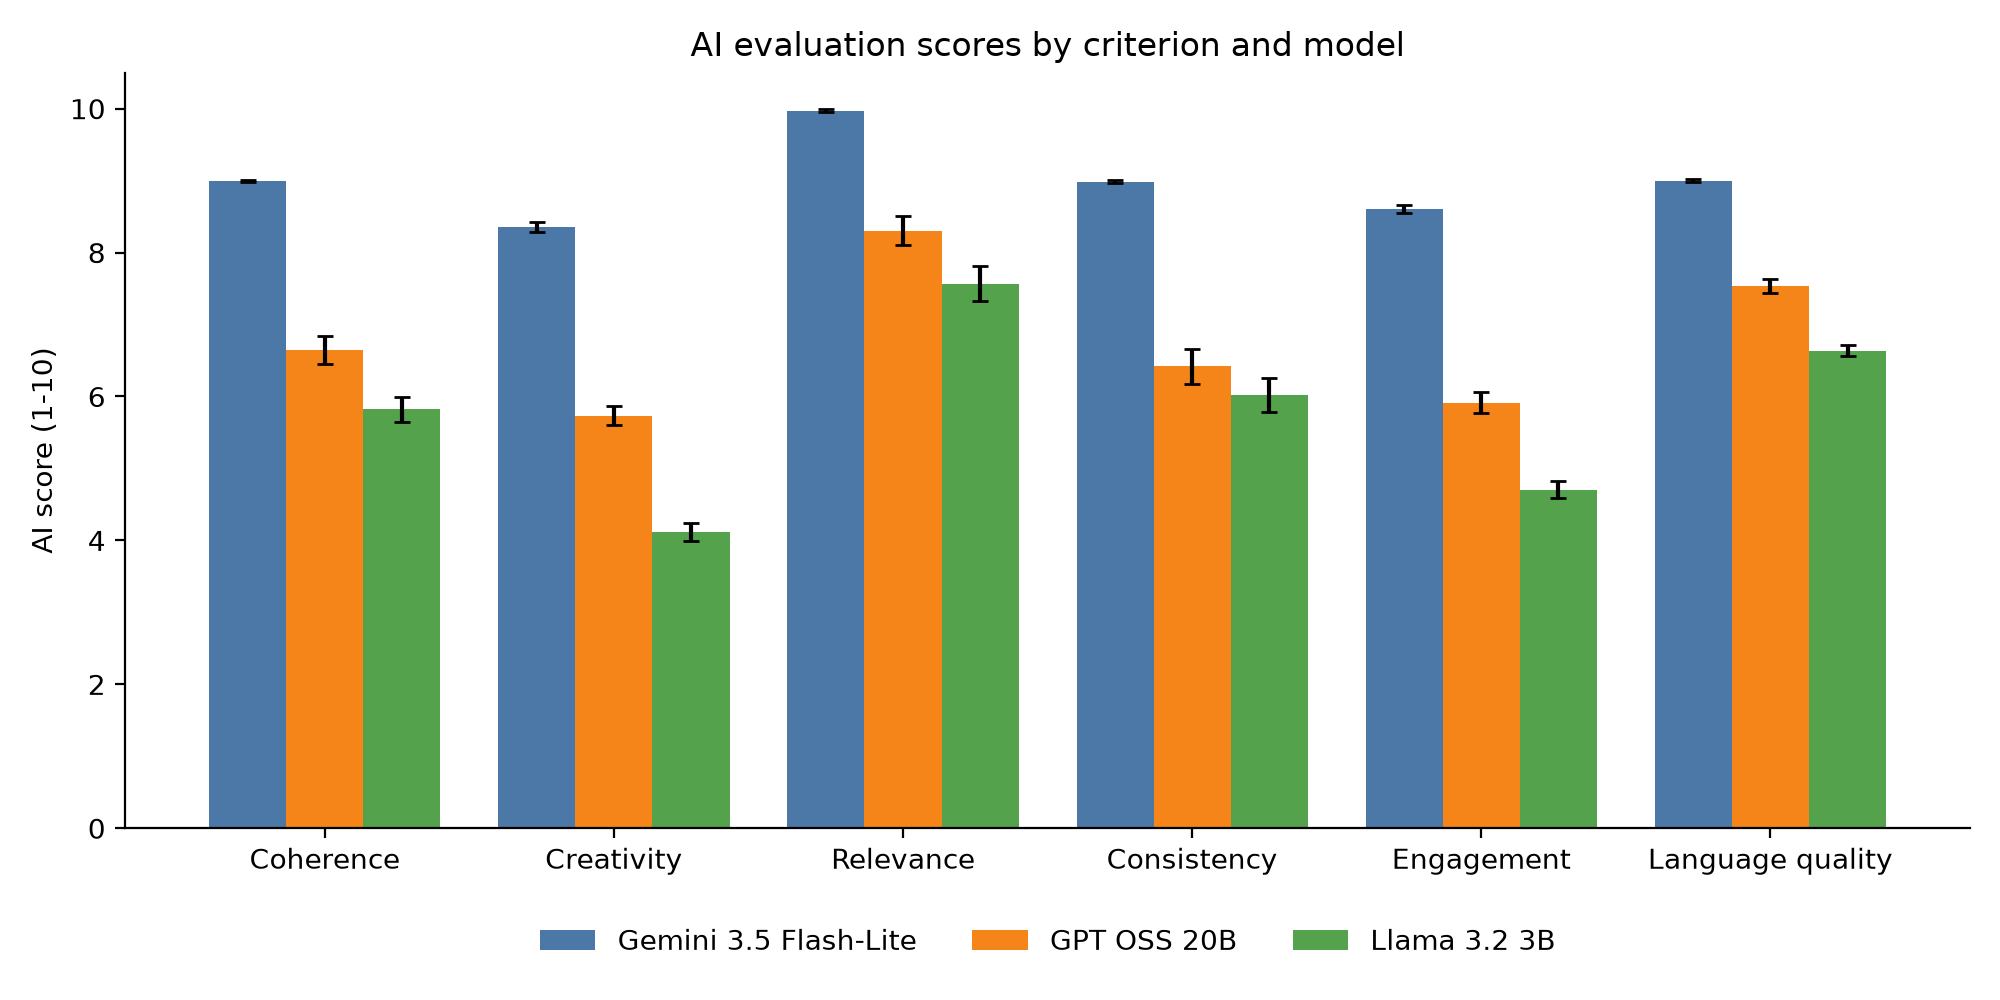 AI evaluation scores by criterion and model
AI score (1-10)
10
8
6
4
2
0
Coherence Creativity Relevance Consistency Engagement Language quality
Gemini 3.5 Flash-Lite GPT OSS 20B Llama 3.2 3B